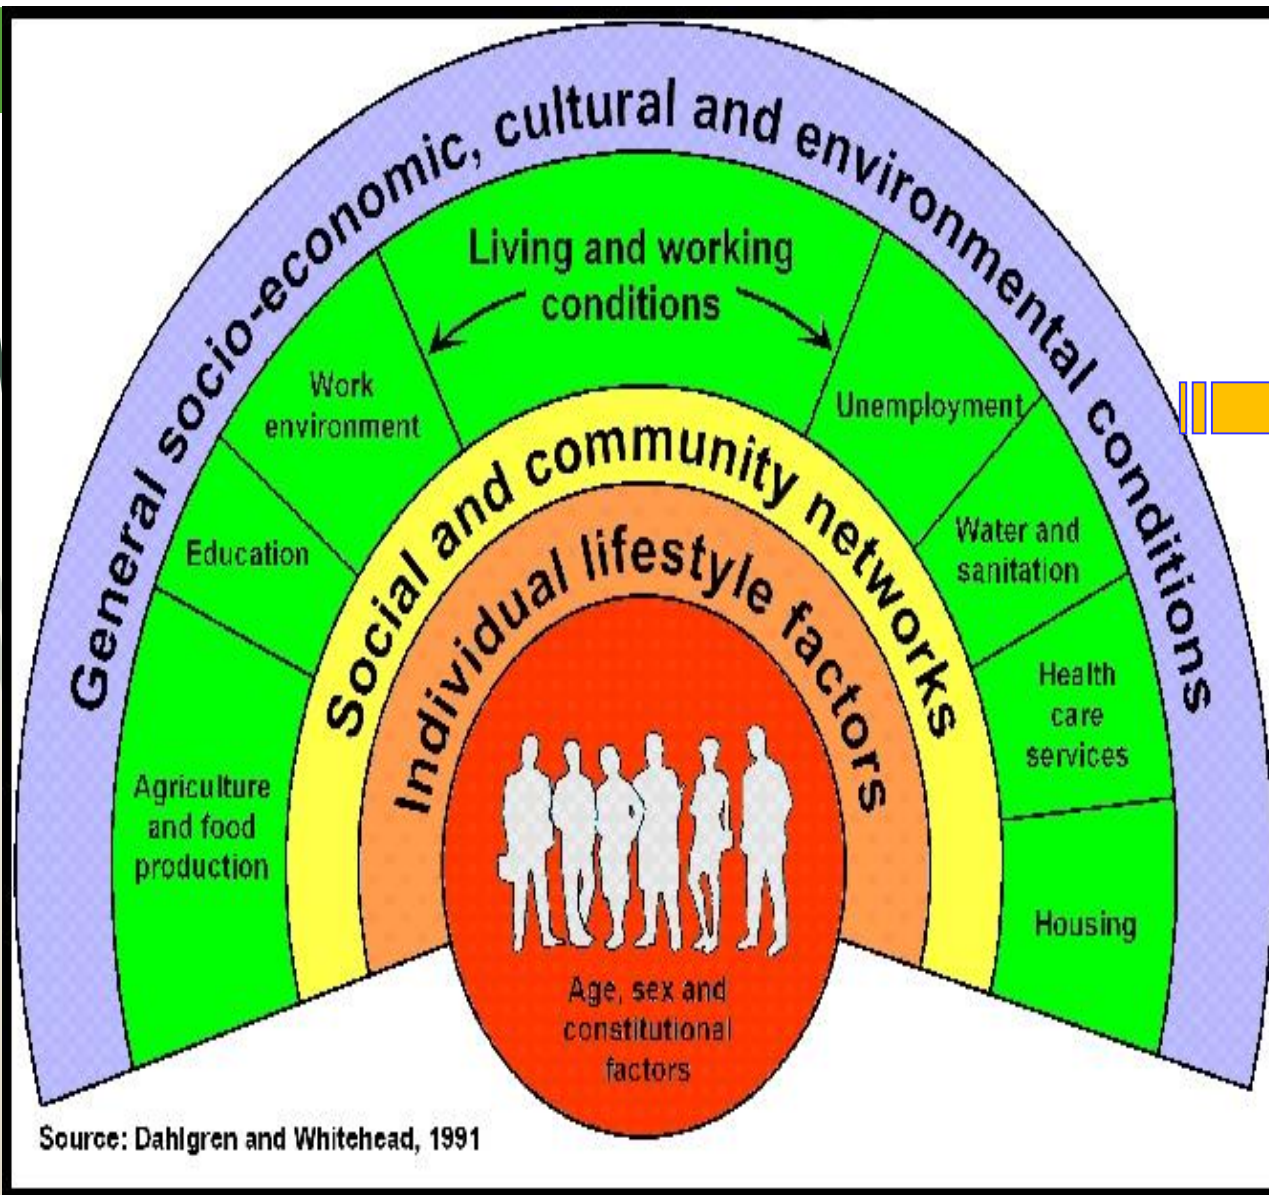 General socio-economic, cultural and environmental conditions
Living and working
conditions
Work
environment
Unemployment
Education
Water and
sanitation
Agriculture
and food
production
Health
care
services
Housing
Social and community networks
Individual lifestyle factors
Age, sex and
constitutional
factors
Source: Dahlgren and Whitehead, 1991